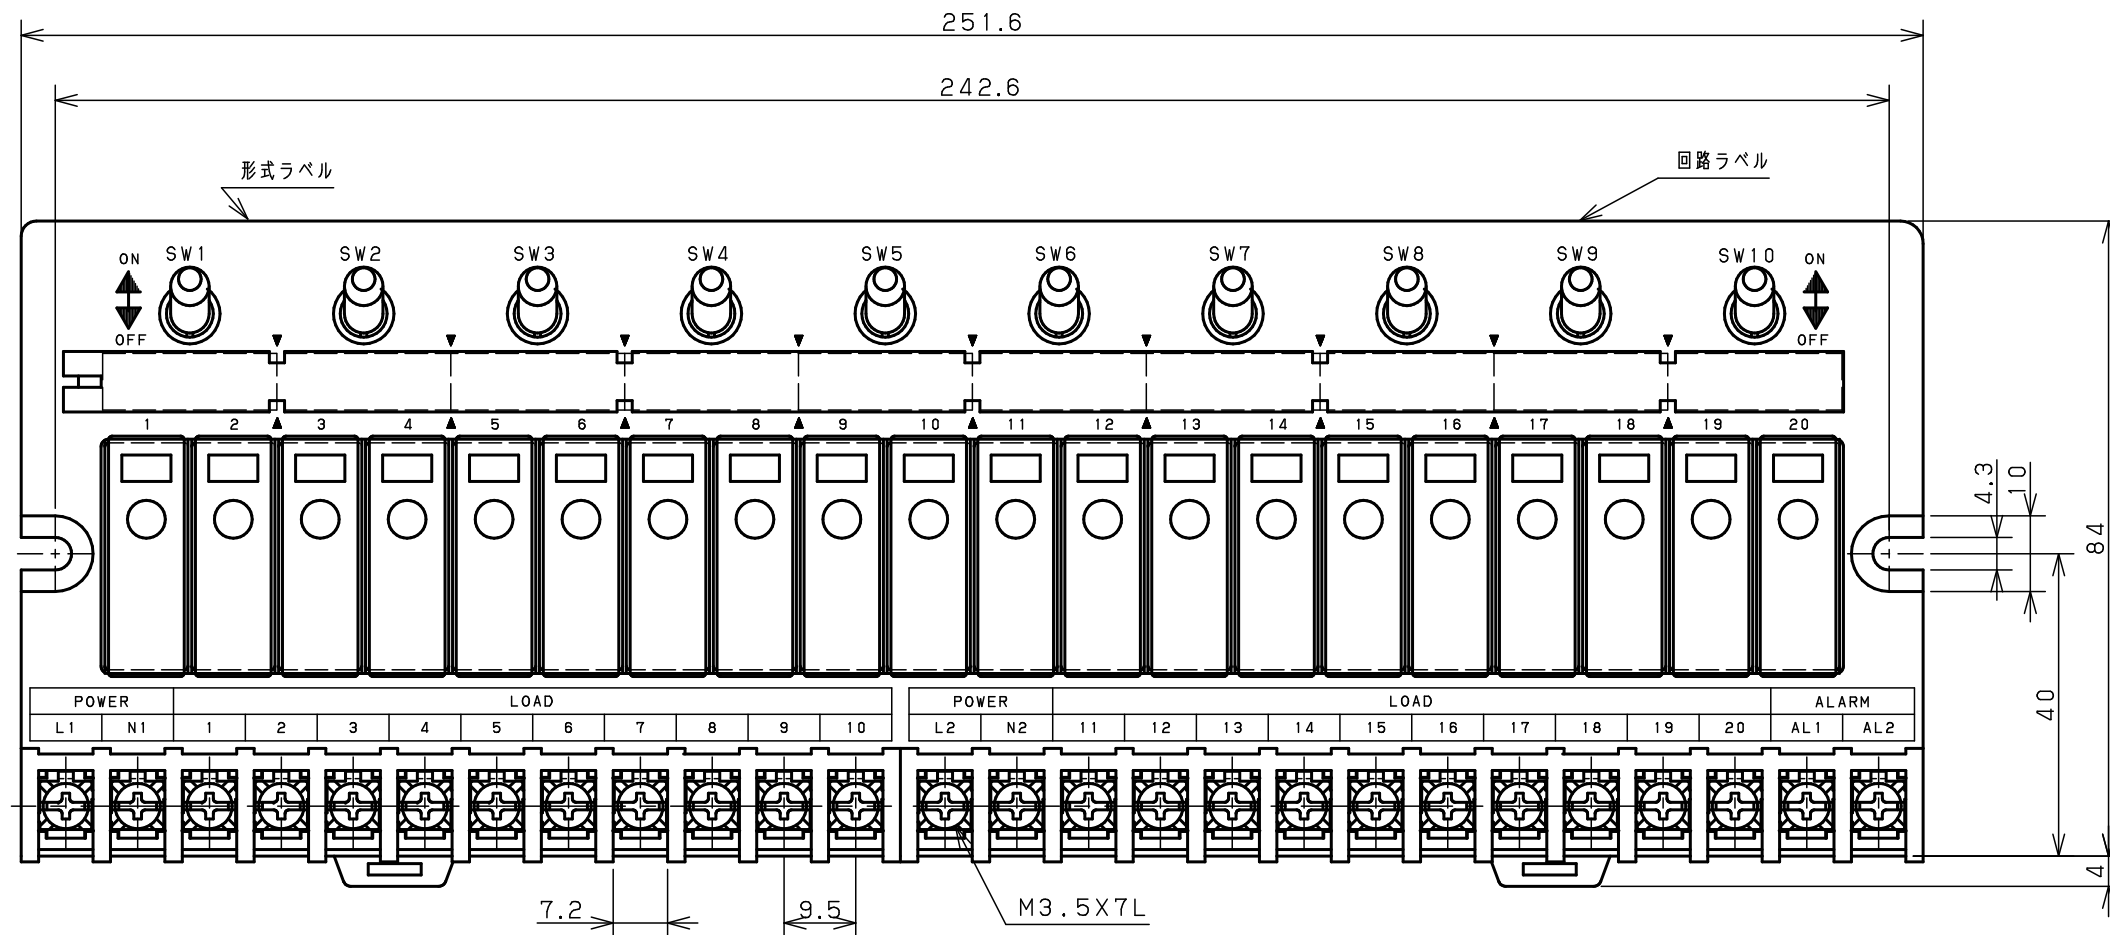 251.6
242.6
形式ラベル
回路ラベル
SW1 SW2 SW3 SW4 SW5 SW6 SW7 SW8 SW9 SW10
ON ON
OFF OFF
1 2 3 4 5 6 7 8 9 10 11 12 13 14 15 16 17 18 19 20
4.3
10
84
40
4
POWER LOAD POWER LOAD ALARM
L1 N1 1 2 3 4 5 6 7 8 9 10 L2 N2 11 12 13 14 15 16 17 18 19 20 AL1 AL2
7.2
9.5
M3.5X7L